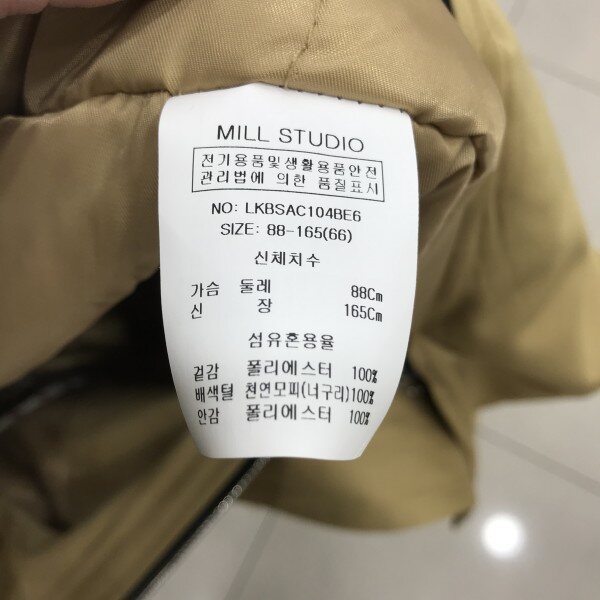 MILL STUDIO
전기용품및생활용품안전
관리법에 의한 품질표시
NO: LKBSAC104BE6
SIZE: 88-165(66)
신체치수
가슴 둘레 88Cm
신 장 165Cm
섬유혼용율
겉감 폴리에스터 100%
배색털 천연모피(너구리)100%
안감 폴리에스터 100%